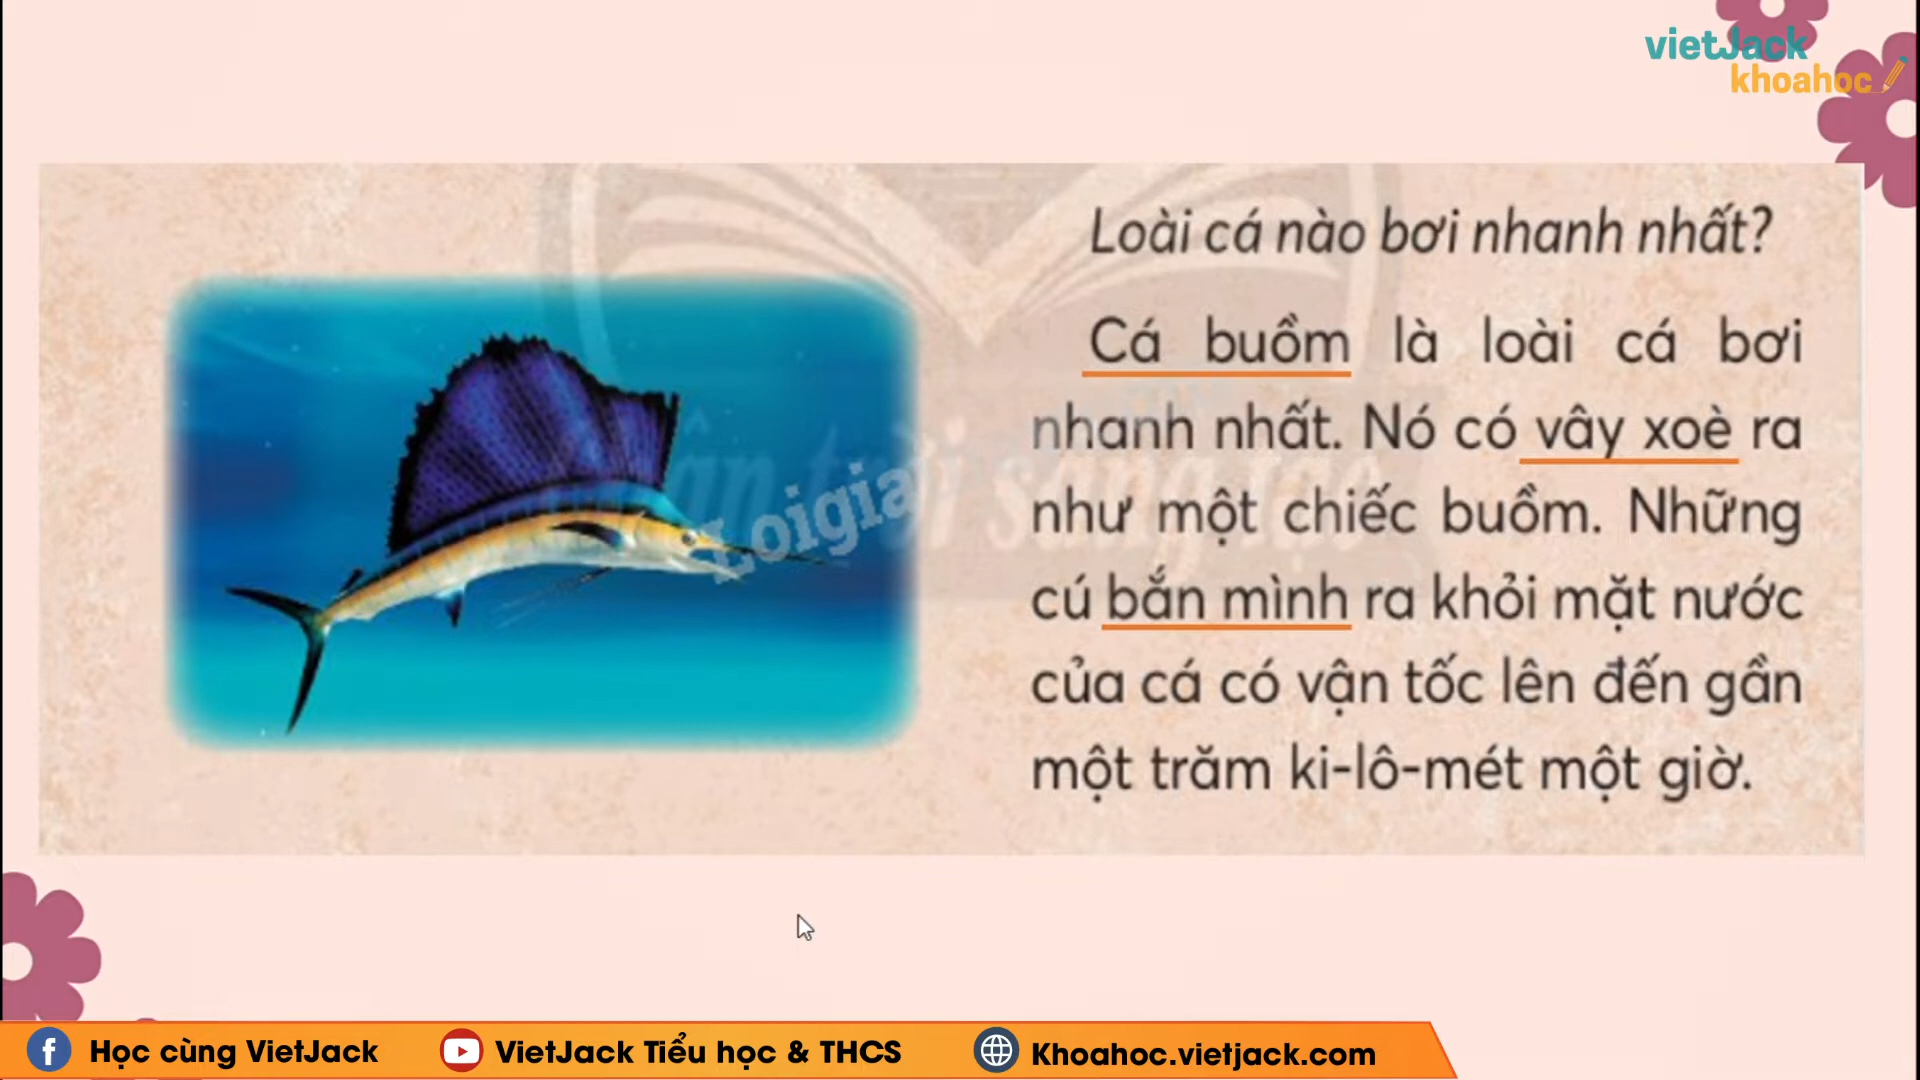 vietJack
khoahoc
Loài cá nào bơi nhanh nhất?
Cá buồm là loài cá bơi
nhanh nhất. Nó có vây xoè ra
như một chiếc buồm. Những
cú bắn mình ra khỏi mặt nước
của cá có vận tốc lên đến gần
một trăm ki-lô-mét một giờ.
Loigiai
Học cùng VietJack
VietJack Tiểu học & THCS
Khoahoc.vietjack.com